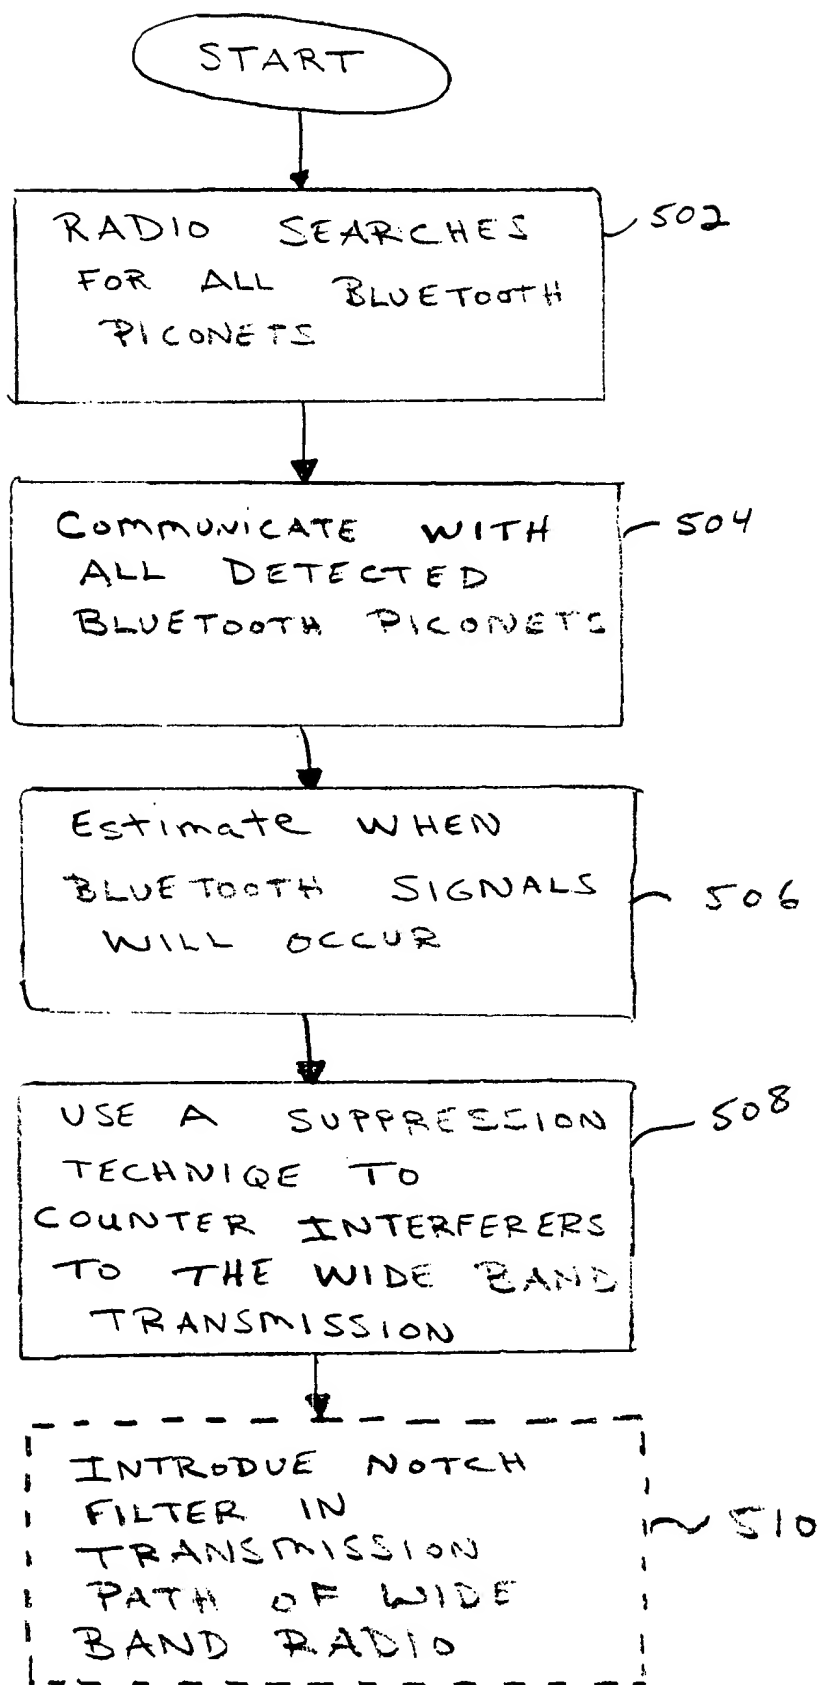 START
RADIO SEARCHES
FOR ALL BLUETOOTH
PICONETS
502
COMMUNICATE WITH
ALL DETECTED
BLUETOOTH PICONETS
504
Estimate WHEN
BLUETOOTH SIGNALS
WILL OCCUR
506
USE A SUPPRESSION
TECHNIQE TO
COUNTER INTERFERERS
TO THE WIDE BAND
TRANSMISSION
508
INTRODUE NOTCH
FILTER IN
TRANSMISSION
PATH OF WIDE
BAND RADIO
510